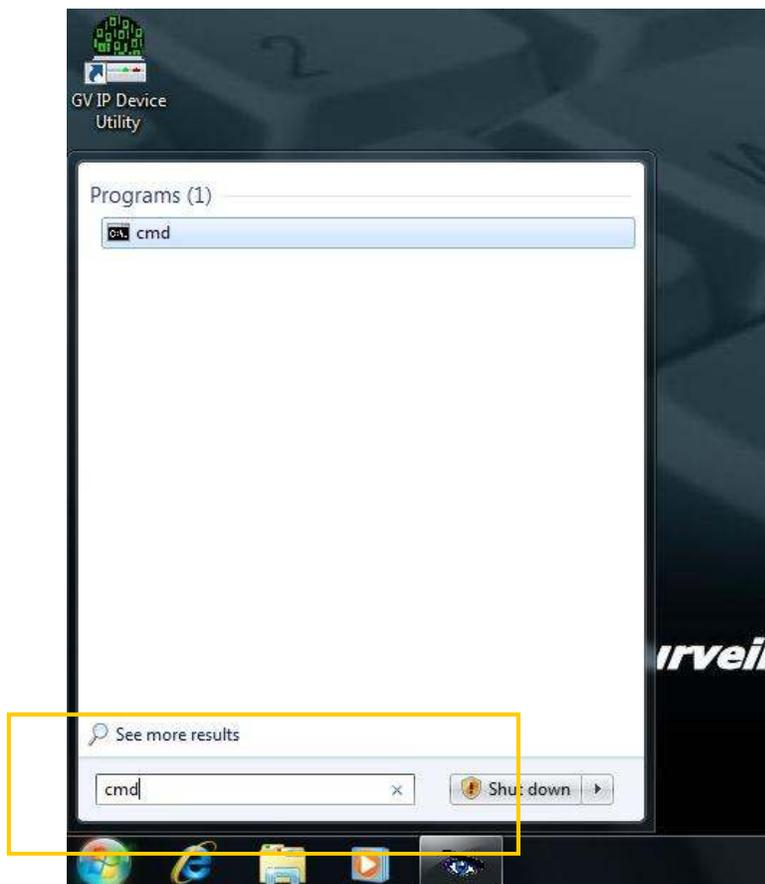 GV IP Device
Utility
Programs (1)
cmd
See more results
cmd
Shut down